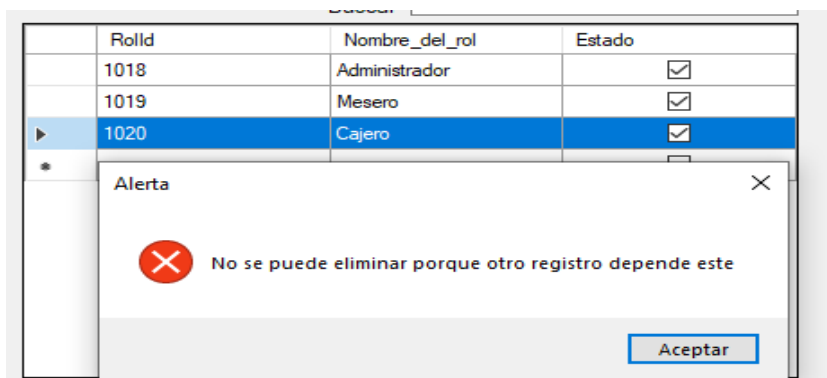 Buscar
RolId Nombre_del_rol Estado
1018 Administrador
1019 Mesero
1020 Cajero
Alerta
No se puede eliminar porque otro registro depende este
Aceptar